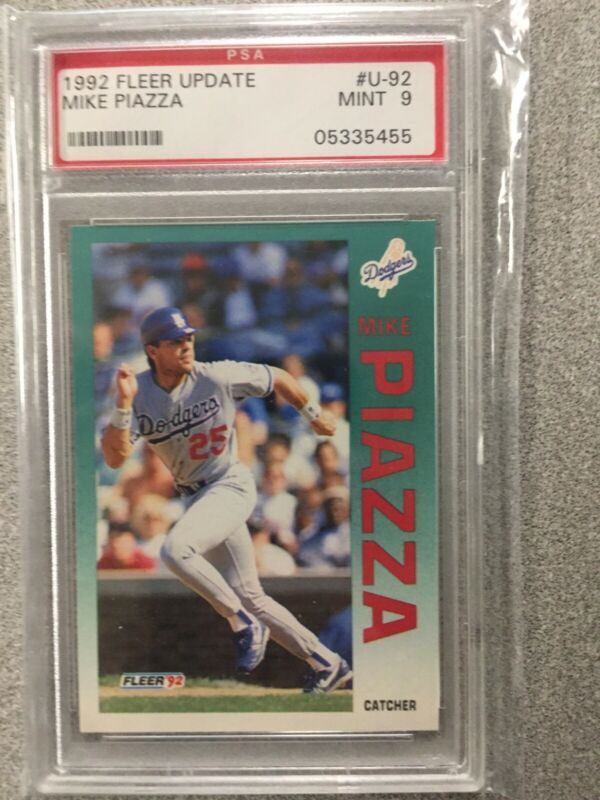 PSA
1992 FLEER UPDATE #U-92
MIKE PIAZZA MINT 9
05335455
Dodgers
MIKE
PIAZZA
Dodgers
25
FLEER '92
CATCHER